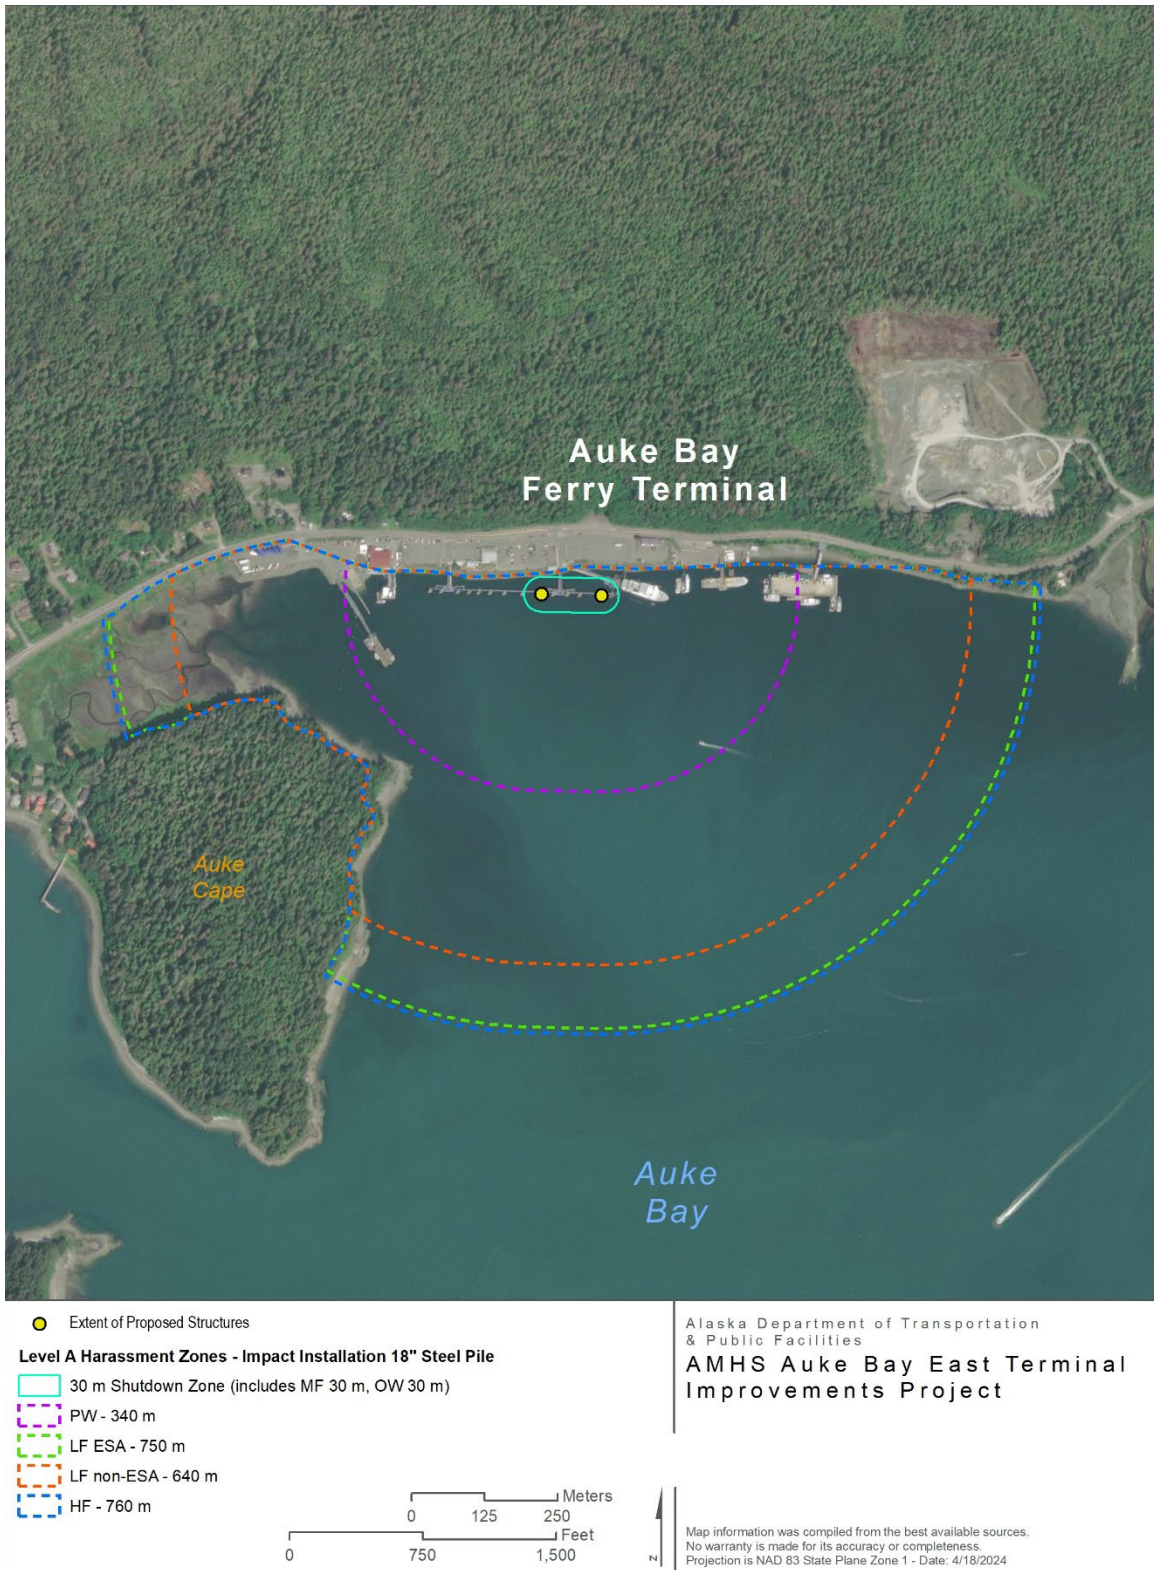 Auke Bay
Ferry Terminal
Auke
Cape
Auke
Bay
Extent of Proposed Structures
Level A Harassment Zones - Impact Installation 18" Steel Pile
30 m Shutdown Zone (includes MF 30 m, OW 30 m)
PW - 340 m
LF ESA - 750 m
LF non-ESA - 640 m
HF - 760 m
Meters
0 125 250
Feet
0 750 1,500
N
Alaska Department of Transportation
& Public Facilities
AMHS Auke Bay East Terminal
Improvements Project
Map information was compiled from the best available sources.
No warranty is made for its accuracy or completeness.
Projection is NAD 83 State Plane Zone 1 - Date: 4/18/2024